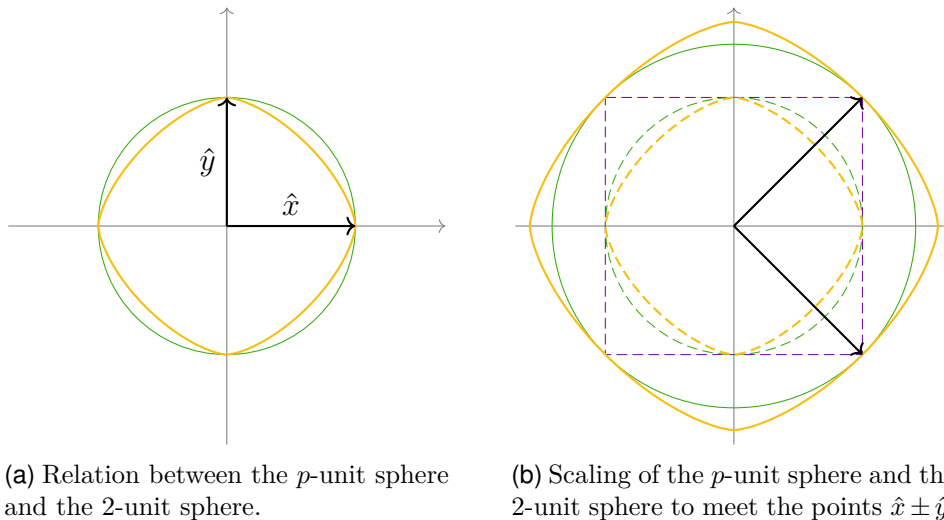 ŷ
x̂
(a) Relation between the p-unit sphere
and the 2-unit sphere.
(b) Scaling of the p-unit sphere and th
2-unit sphere to meet the points x̂ ± ŷ